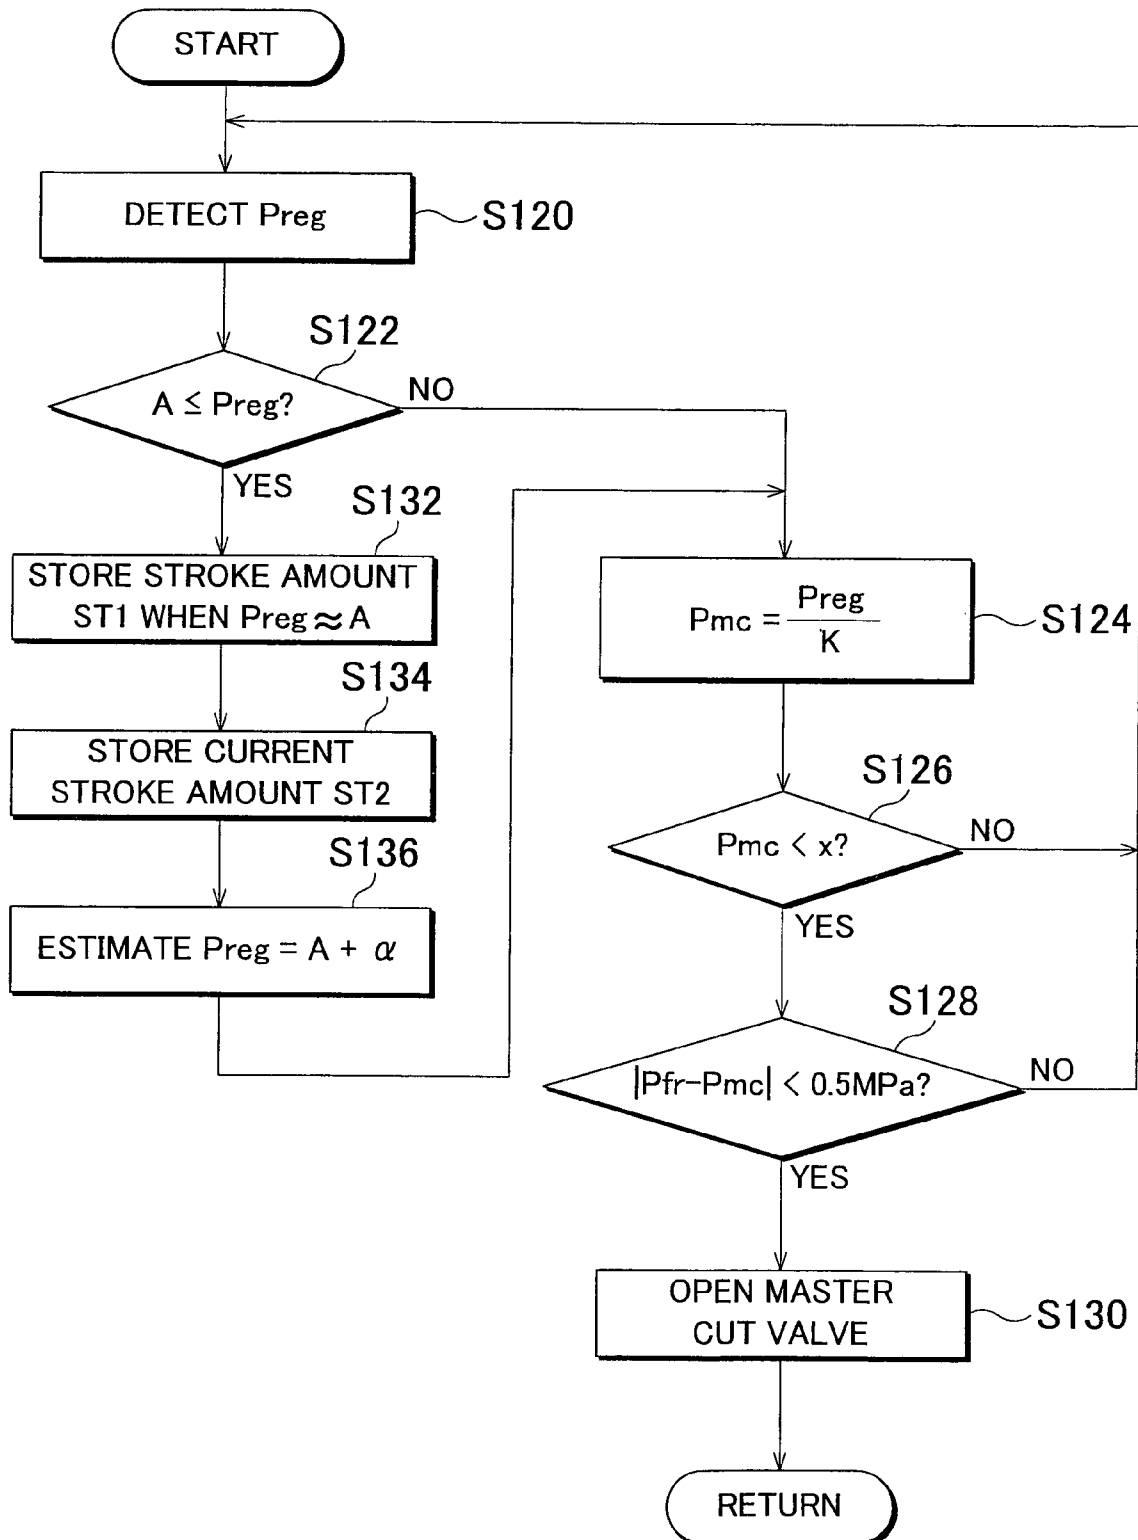 START
DETECT Preg
S120
S122
A ≤ Preg?
NO
YES
S132
STORE STROKE AMOUNT
ST1 WHEN Preg ≈ A
S134
STORE CURRENT
STROKE AMOUNT ST2
S136
ESTIMATE Preg = A + α
Pmc = Preg / K
S124
S126
Pmc < x?
NO
YES
S128
|Pfr-Pmc| < 0.5MPa?
NO
YES
OPEN MASTER
CUT VALVE
S130
RETURN